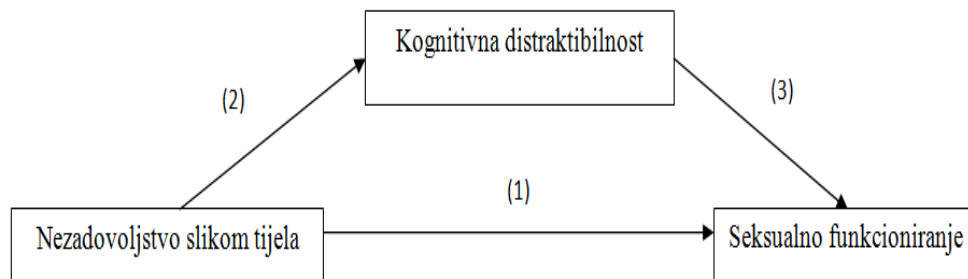 Kognitivna distraktibilnost
(2)
(3)
(1)
Nezadovoljstvo slikom tijela
Seksualno funkcioniranje